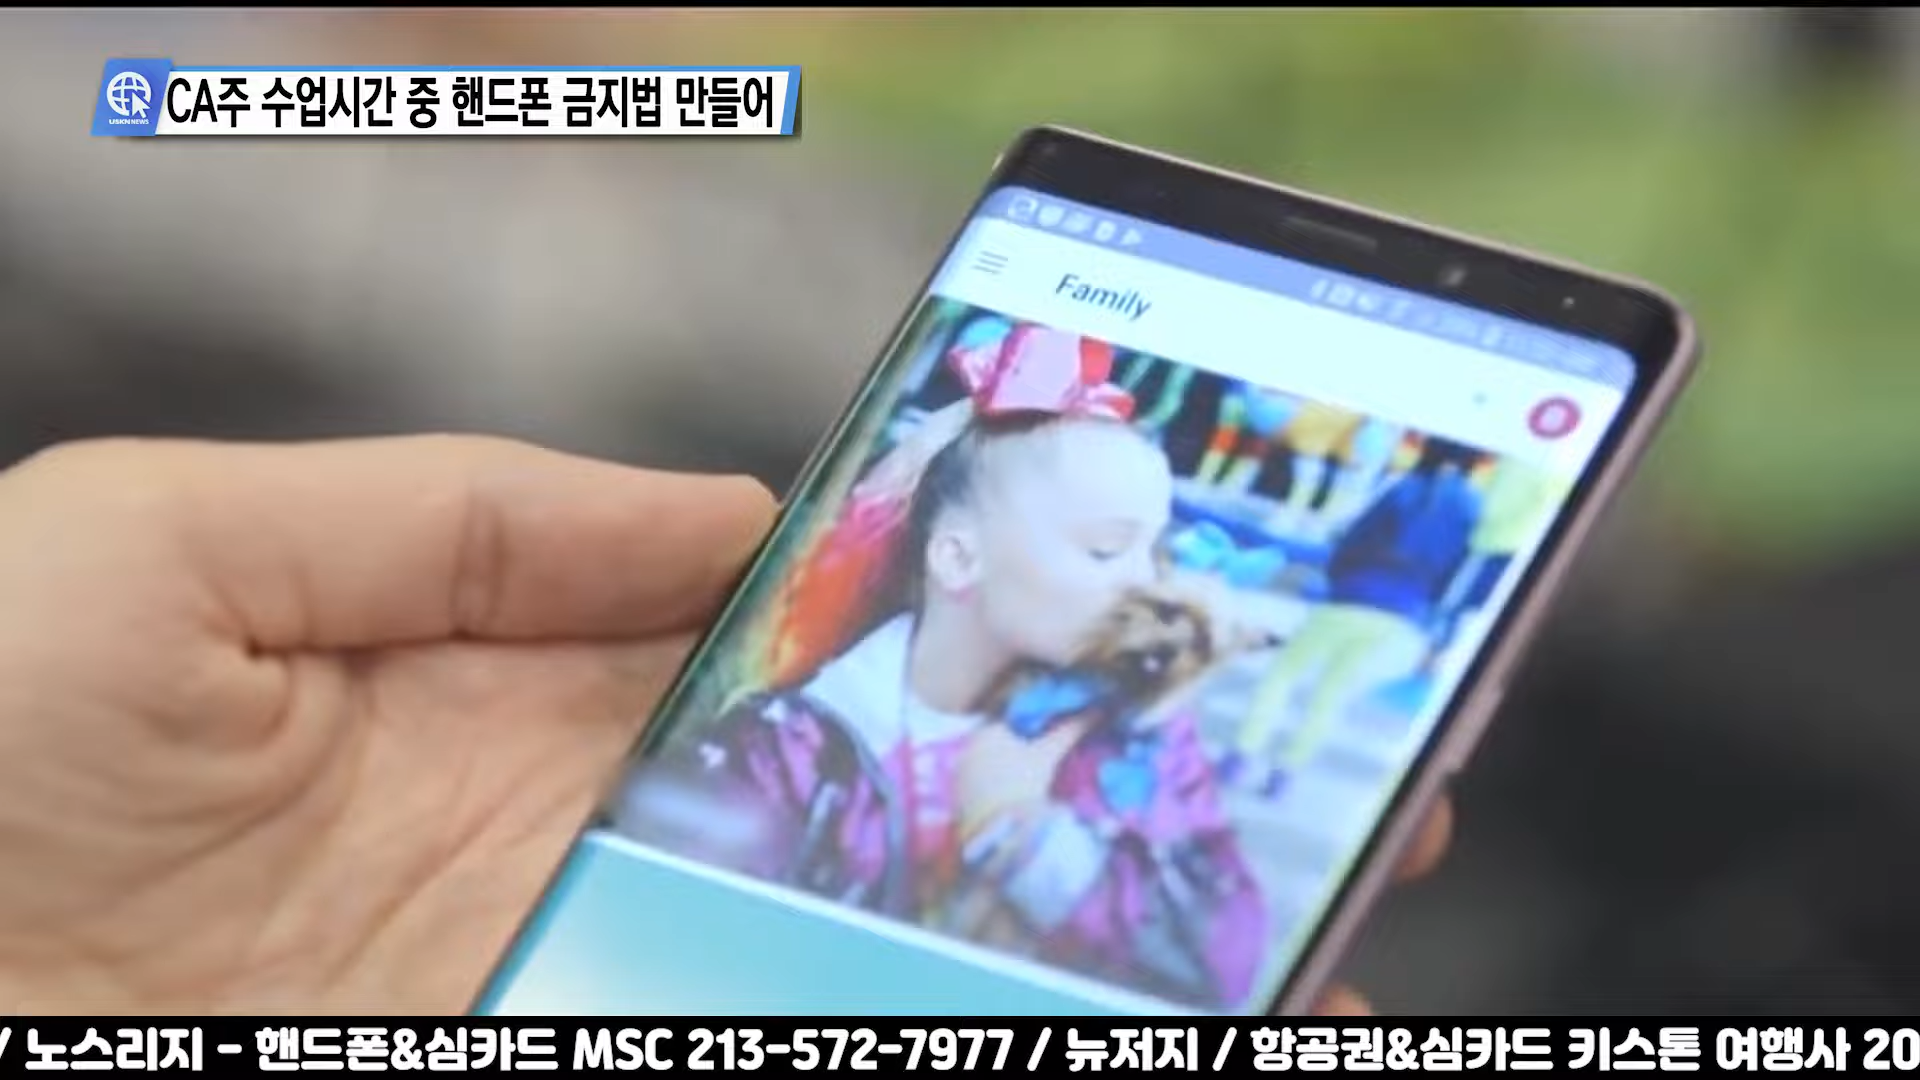 CA주 수업시간 중 핸드폰 금지법 만들어
USKN NEWS
Family
/ 노스리지 - 핸드폰&심카드 MSC 213-572-7977 / 뉴저지 / 항공권&심카드 키스톤 여행사 20